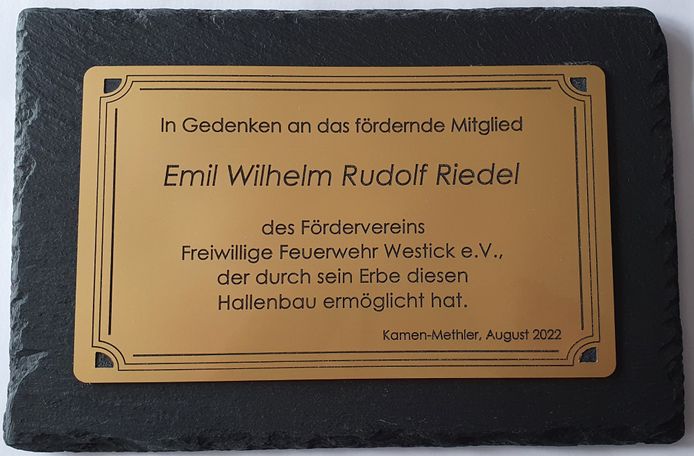 In Gedenken an das fördernde Mitglied
Emil Wilhelm Rudolf Riedel
des Fördervereins
Freiwillige Feuerwehr Westick e.V.,
der durch sein Erbe diesen
Hallenbau ermöglicht hat.
Kamen-Methler, August 2022